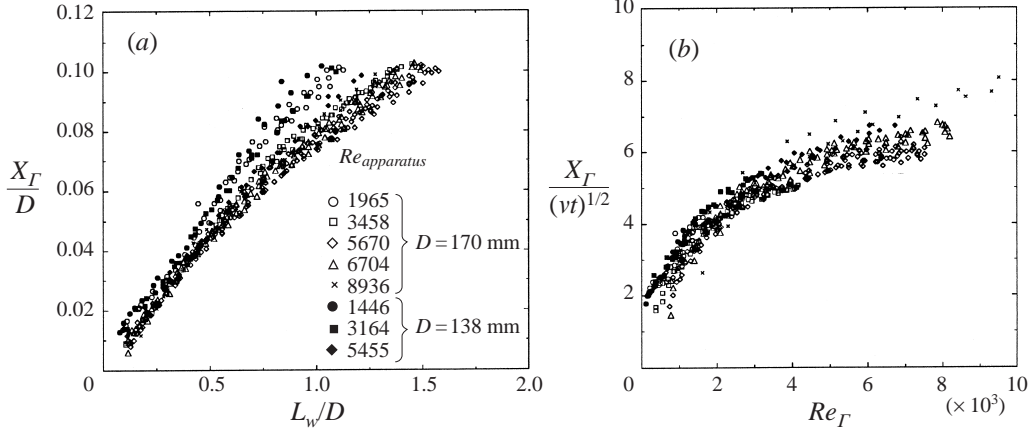 0.12
0.10
0.08
0.06
0.04
0.02
0
(a)
X_Γ
D
Re_apparatus
1965
3458
5670
6704
8936
D = 170 mm
1446
3164
5455
D = 138 mm
0.5
1.0
1.5
2.0
L_w/D
10
8
6
4
2
0
(b)
X_Γ
(νt)^{1/2}
2
4
6
8
10
(× 10³)
Re_Γ